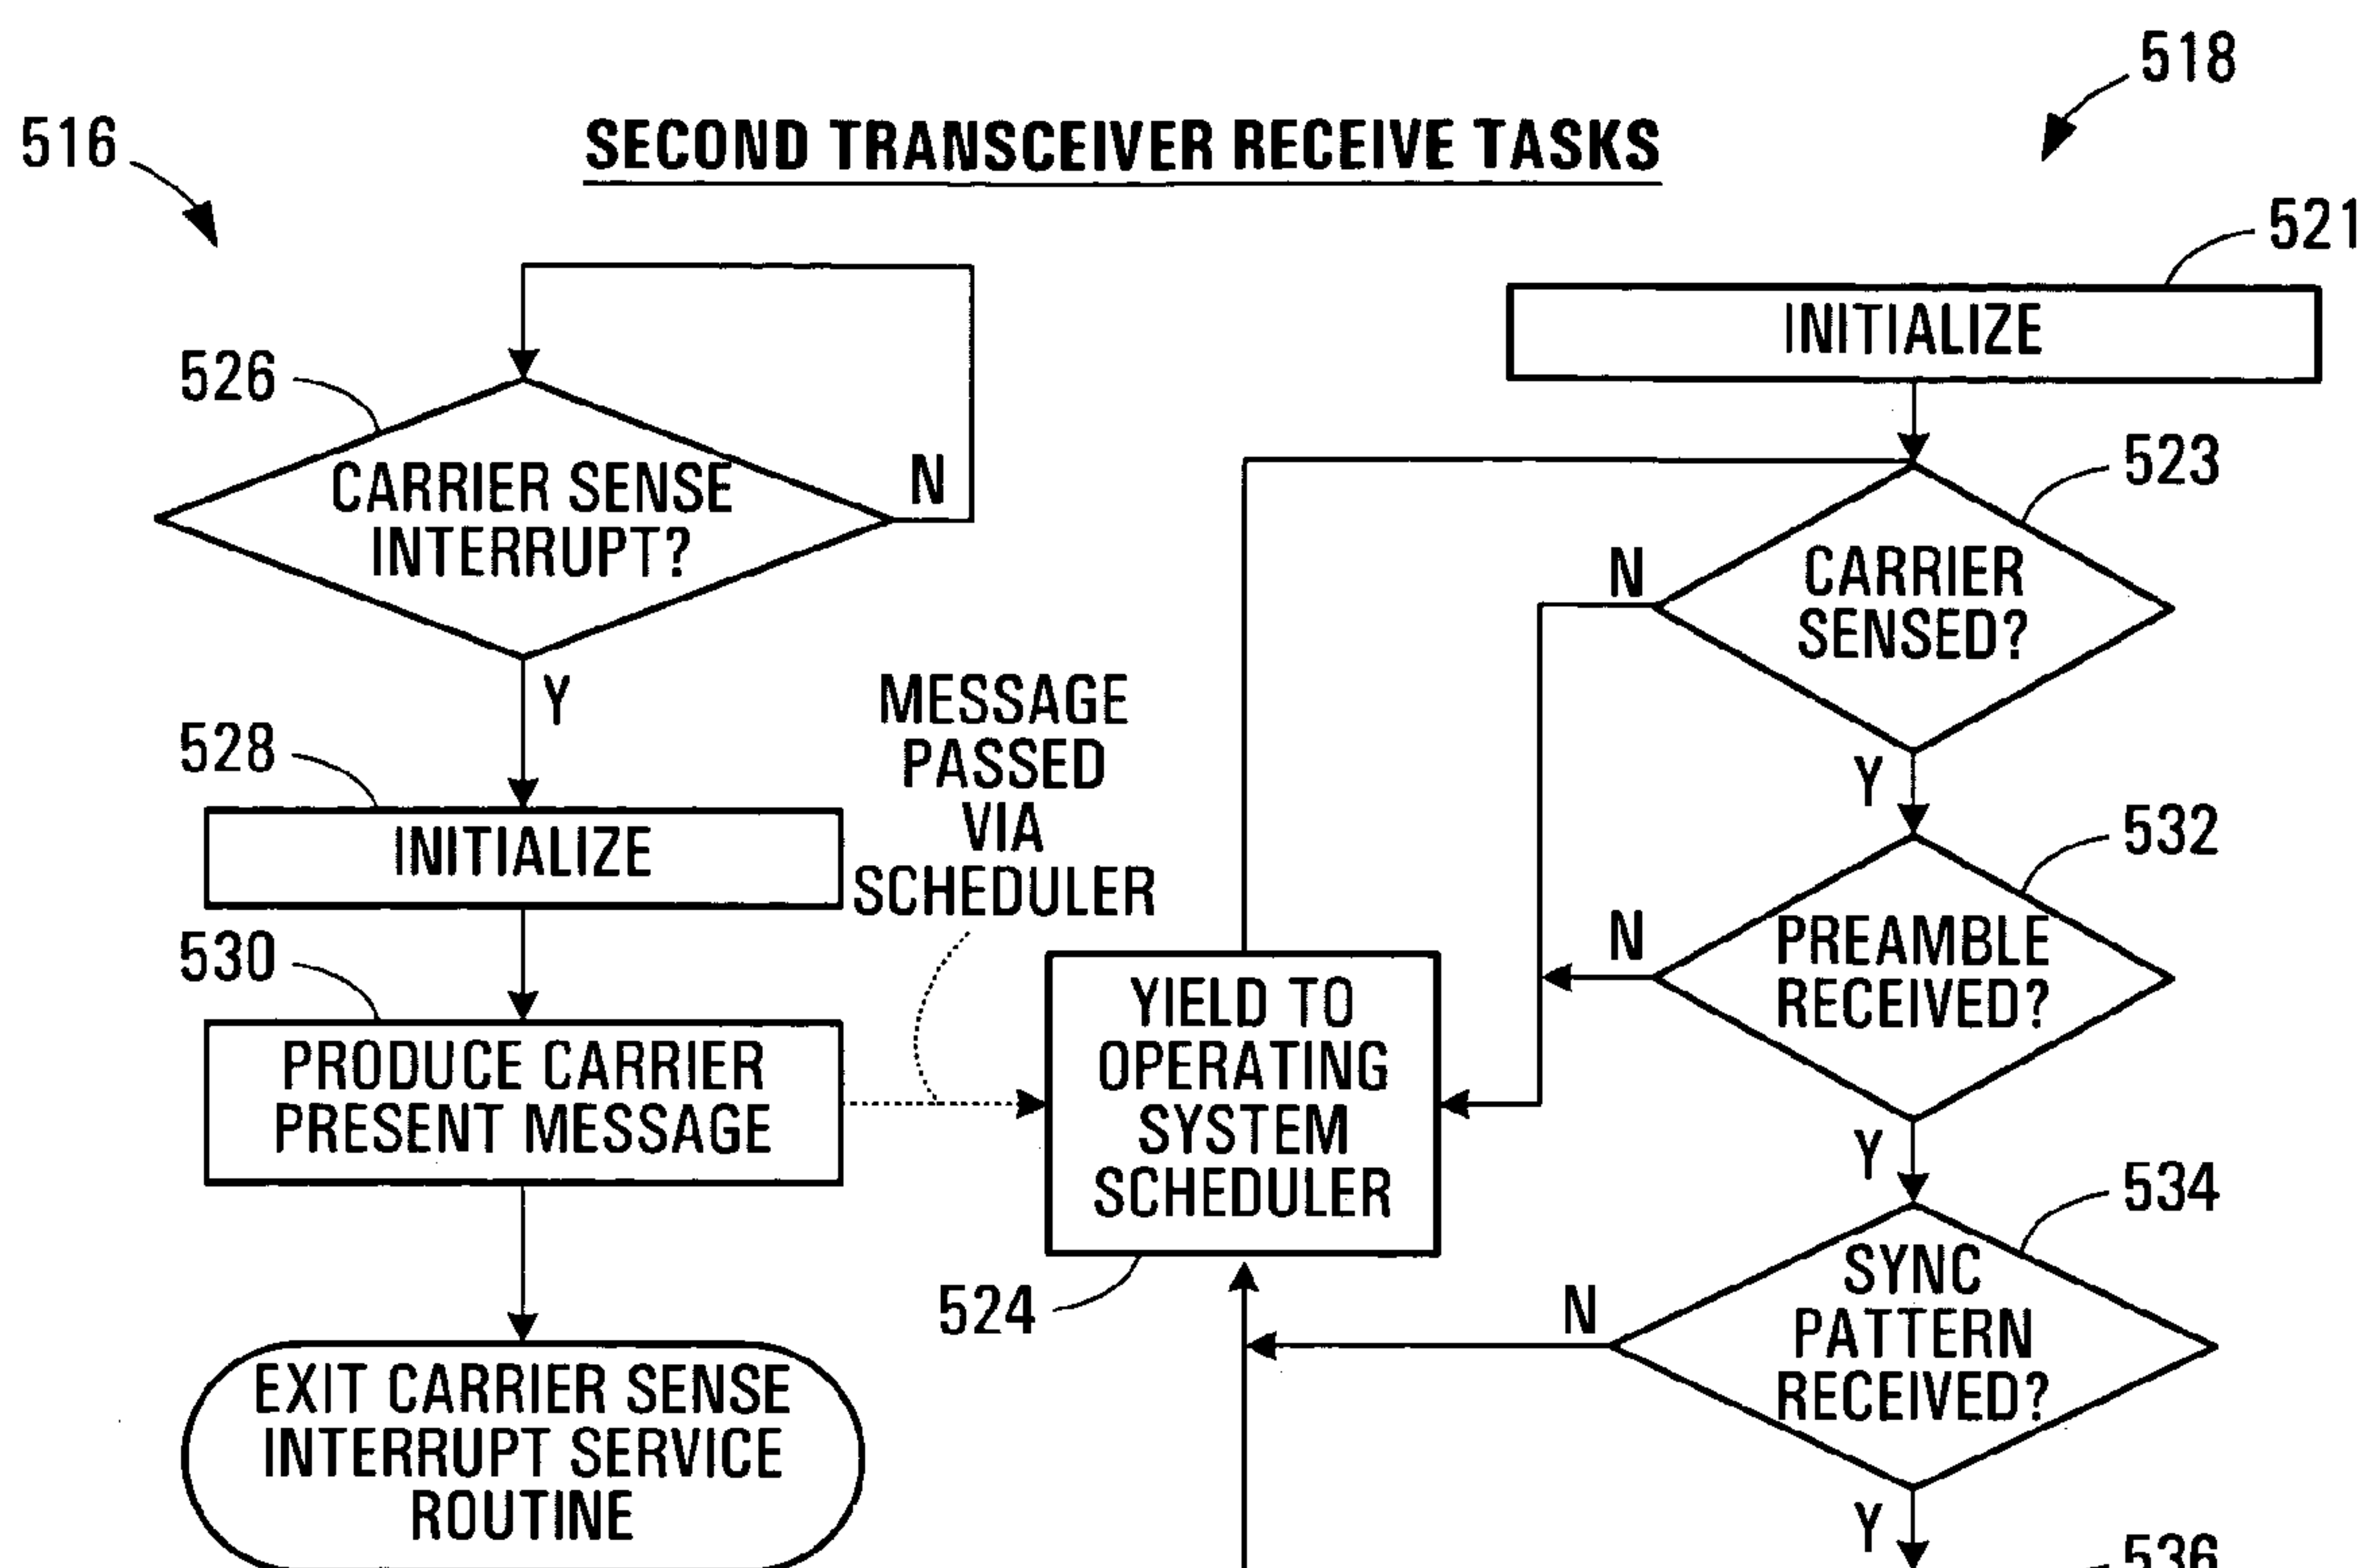 518
516
SECOND TRANSCEIVER RECEIVE TASKS
521
INITIALIZE
526
523
CARRIER SENSE
INTERRUPT?
N
N
CARRIER
SENSED?
Y
Y
528
MESSAGE
PASSED
VIA
SCHEDULER
INITIALIZE
532
N
PREAMBLE
RECEIVED?
530
PRODUCE CARRIER
PRESENT MESSAGE
YIELD TO
OPERATING
SYSTEM
SCHEDULER
524
Y
534
N
SYNC
PATTERN
RECEIVED?
EXIT CARRIER SENSE
INTERRUPT SERVICE
ROUTINE
Y
536